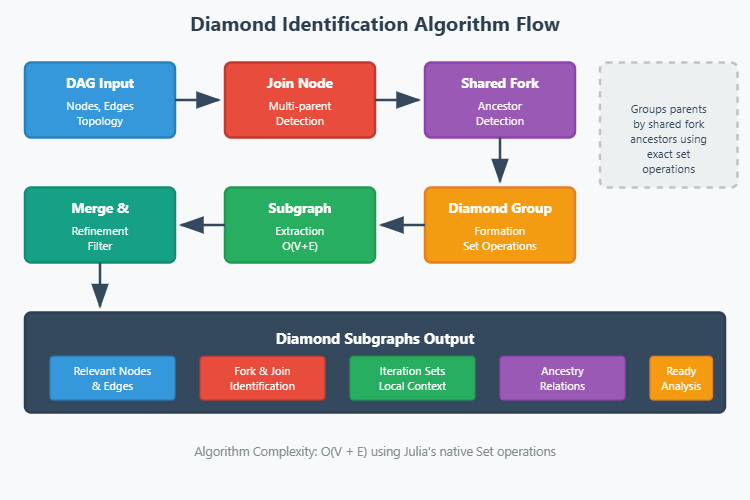 Diamond Identification Algorithm Flow
DAG Input
Nodes, Edges
Topology
Join Node
Multi-parent
Detection
Shared Fork
Ancestor
Detection
Groups parents
by shared fork
ancestors using
exact set
operations
Merge &
Refinement
Filter
Subgraph
Extraction
O(V+E)
Diamond Group
Formation
Set Operations
Diamond Subgraphs Output
Relevant Nodes
& Edges
Fork & Join
Identification
Iteration Sets
Local Context
Ancestry
Relations
Ready
Analysis
Algorithm Complexity: O(V + E) using Julia's native Set operations